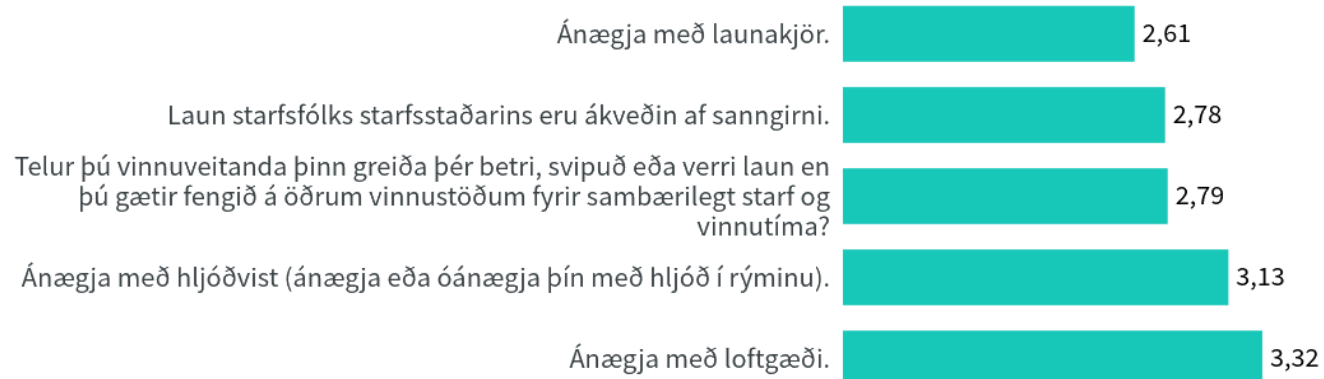 Ánægja með launakjör.
2,61
Laun starfsfólks starfsstaðarins eru ákveðin af sanngirni.
2,78
Telur þú vinnuveitanda þinn greiða þér betri, svipuð eða verri laun en
þú gætir fengið á öðrum vinnustöðum fyrir sambærilegt starf og
vinnutíma?
2,79
Ánægja með hljóðvist (ánægja eða óánægja þín með hljóð í rýminu).
3,13
Ánægja með loftgæði.
3,32